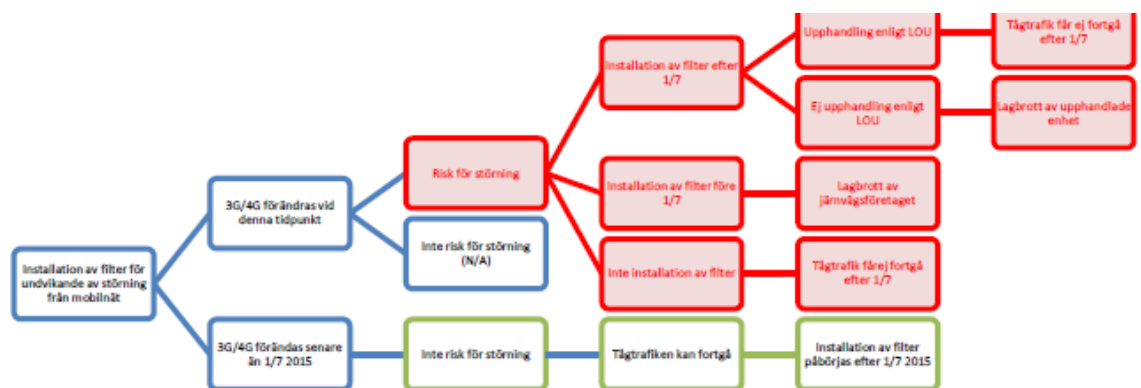 Upphandling enligt LOU
Tågtrafik får ej fortgå
efter 1/7
Installation av filter efter
1/7
Ej upphandling enligt
LOU
Lagbrott av upphandlade
enhet
Risk för störning
Installation av filter före
1/7
Lagbrott av
järnvägsföretaget
3G/4G förändras vid
denna tidpunkt
Inte risk för störning
(N/A)
Inte installation av filter
Tågtrafik fårej fortgå
efter 1/7
Installation av filter för
undvikande av störning
från mobilnät
3G/4G förändas senare
än 1/7 2015
Inte risk för störning
Tågtrafiken kan fortgå
Installation av filter
påbörjas efter 1/7 2015